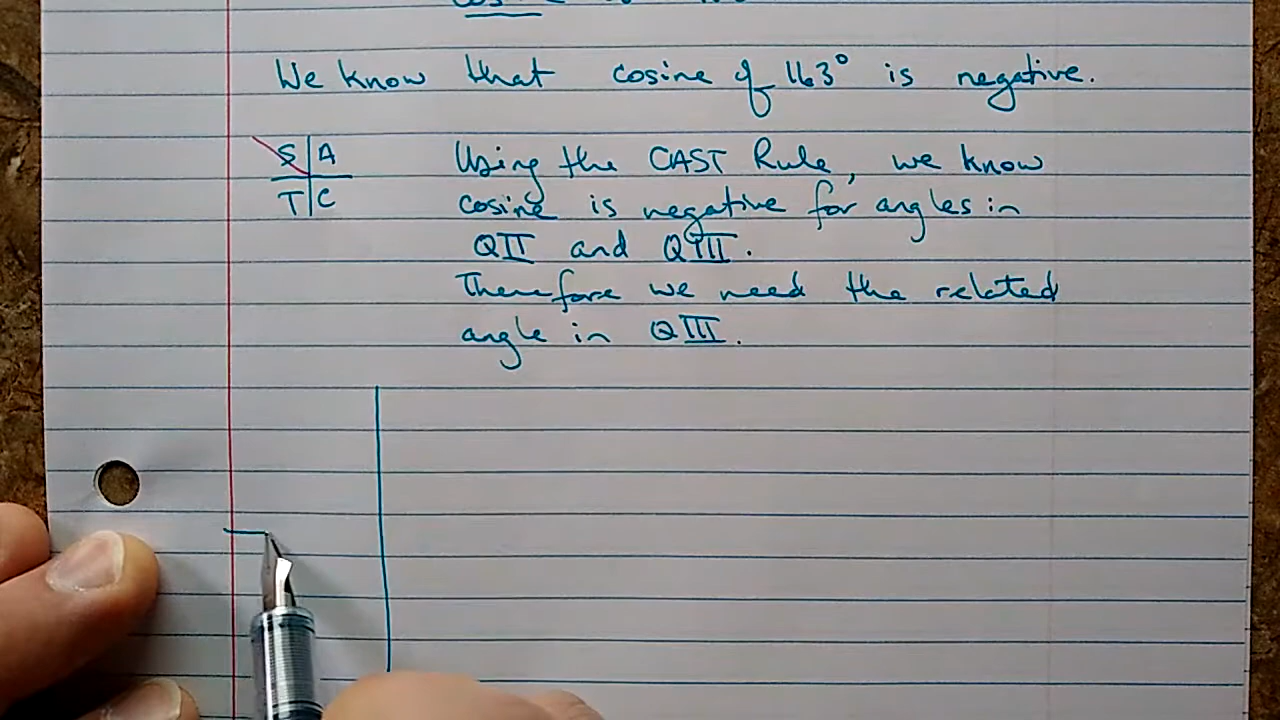 We know that cosine of 163° is negative.
S A
T C
Using the CAST Rule, we know
cosine is negative for angles in
QII and QIII.
Therefore we need the related
angle in QIII.